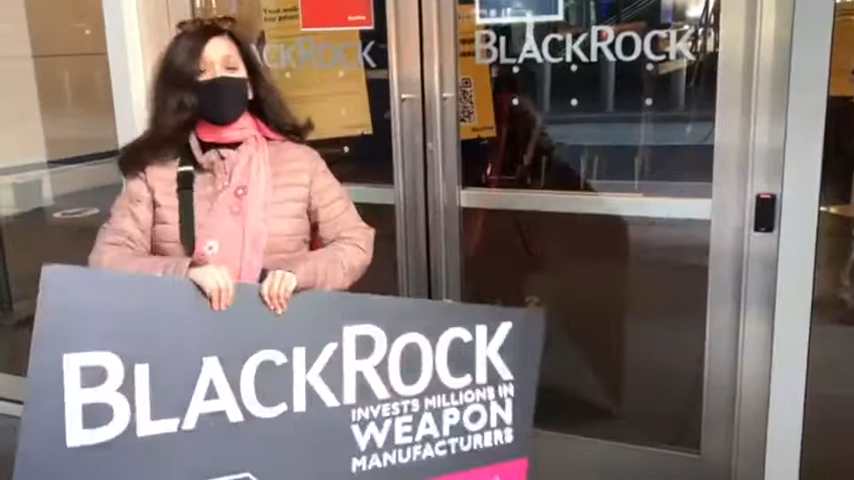 BLACKROCK
BLACKROCK
BLACKROCK
INVESTS MILLIONS IN
WEAPON
MANUFACTURERS